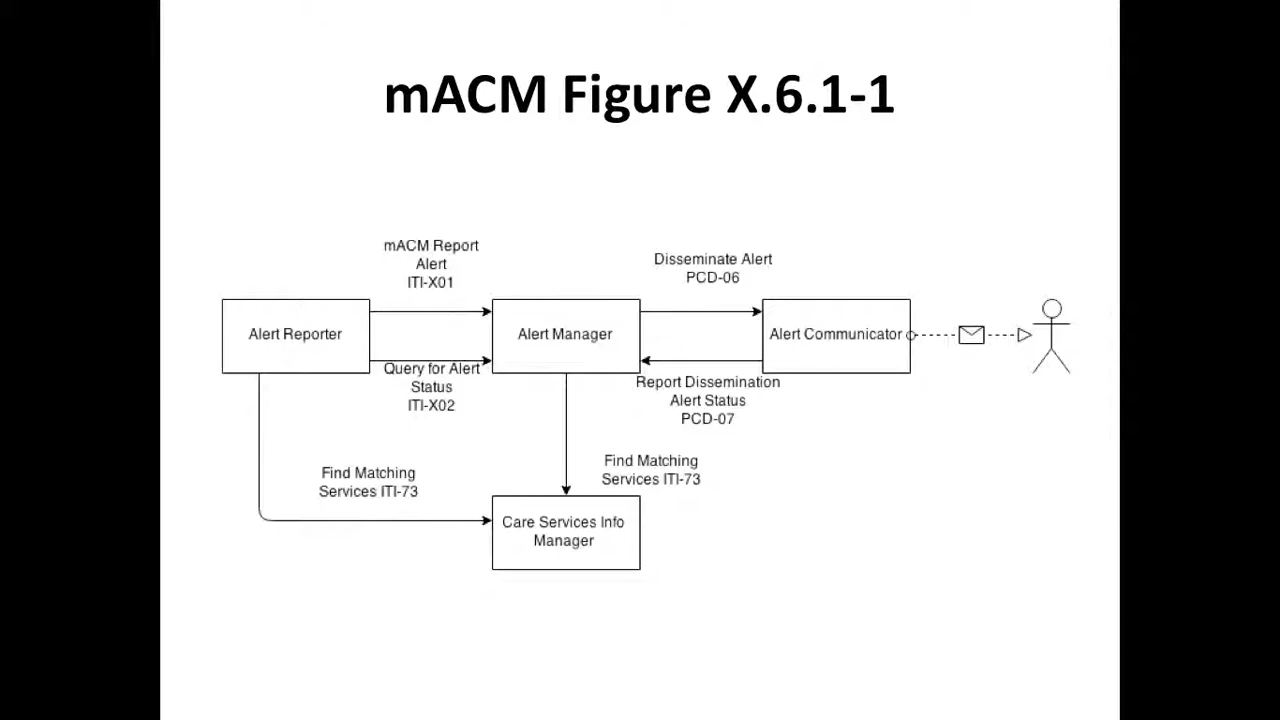 mACM Figure X.6.1-1
mACM Report
Alert
ITI-X01
Disseminate Alert
PCD-06
Alert Reporter
Alert Manager
Alert Communicator
Query for Alert
Status
ITI-X02
Report Dissemination
Alert Status
PCD-07
Find Matching
Services ITI-73
Find Matching
Services ITI-73
Care Services Info
Manager